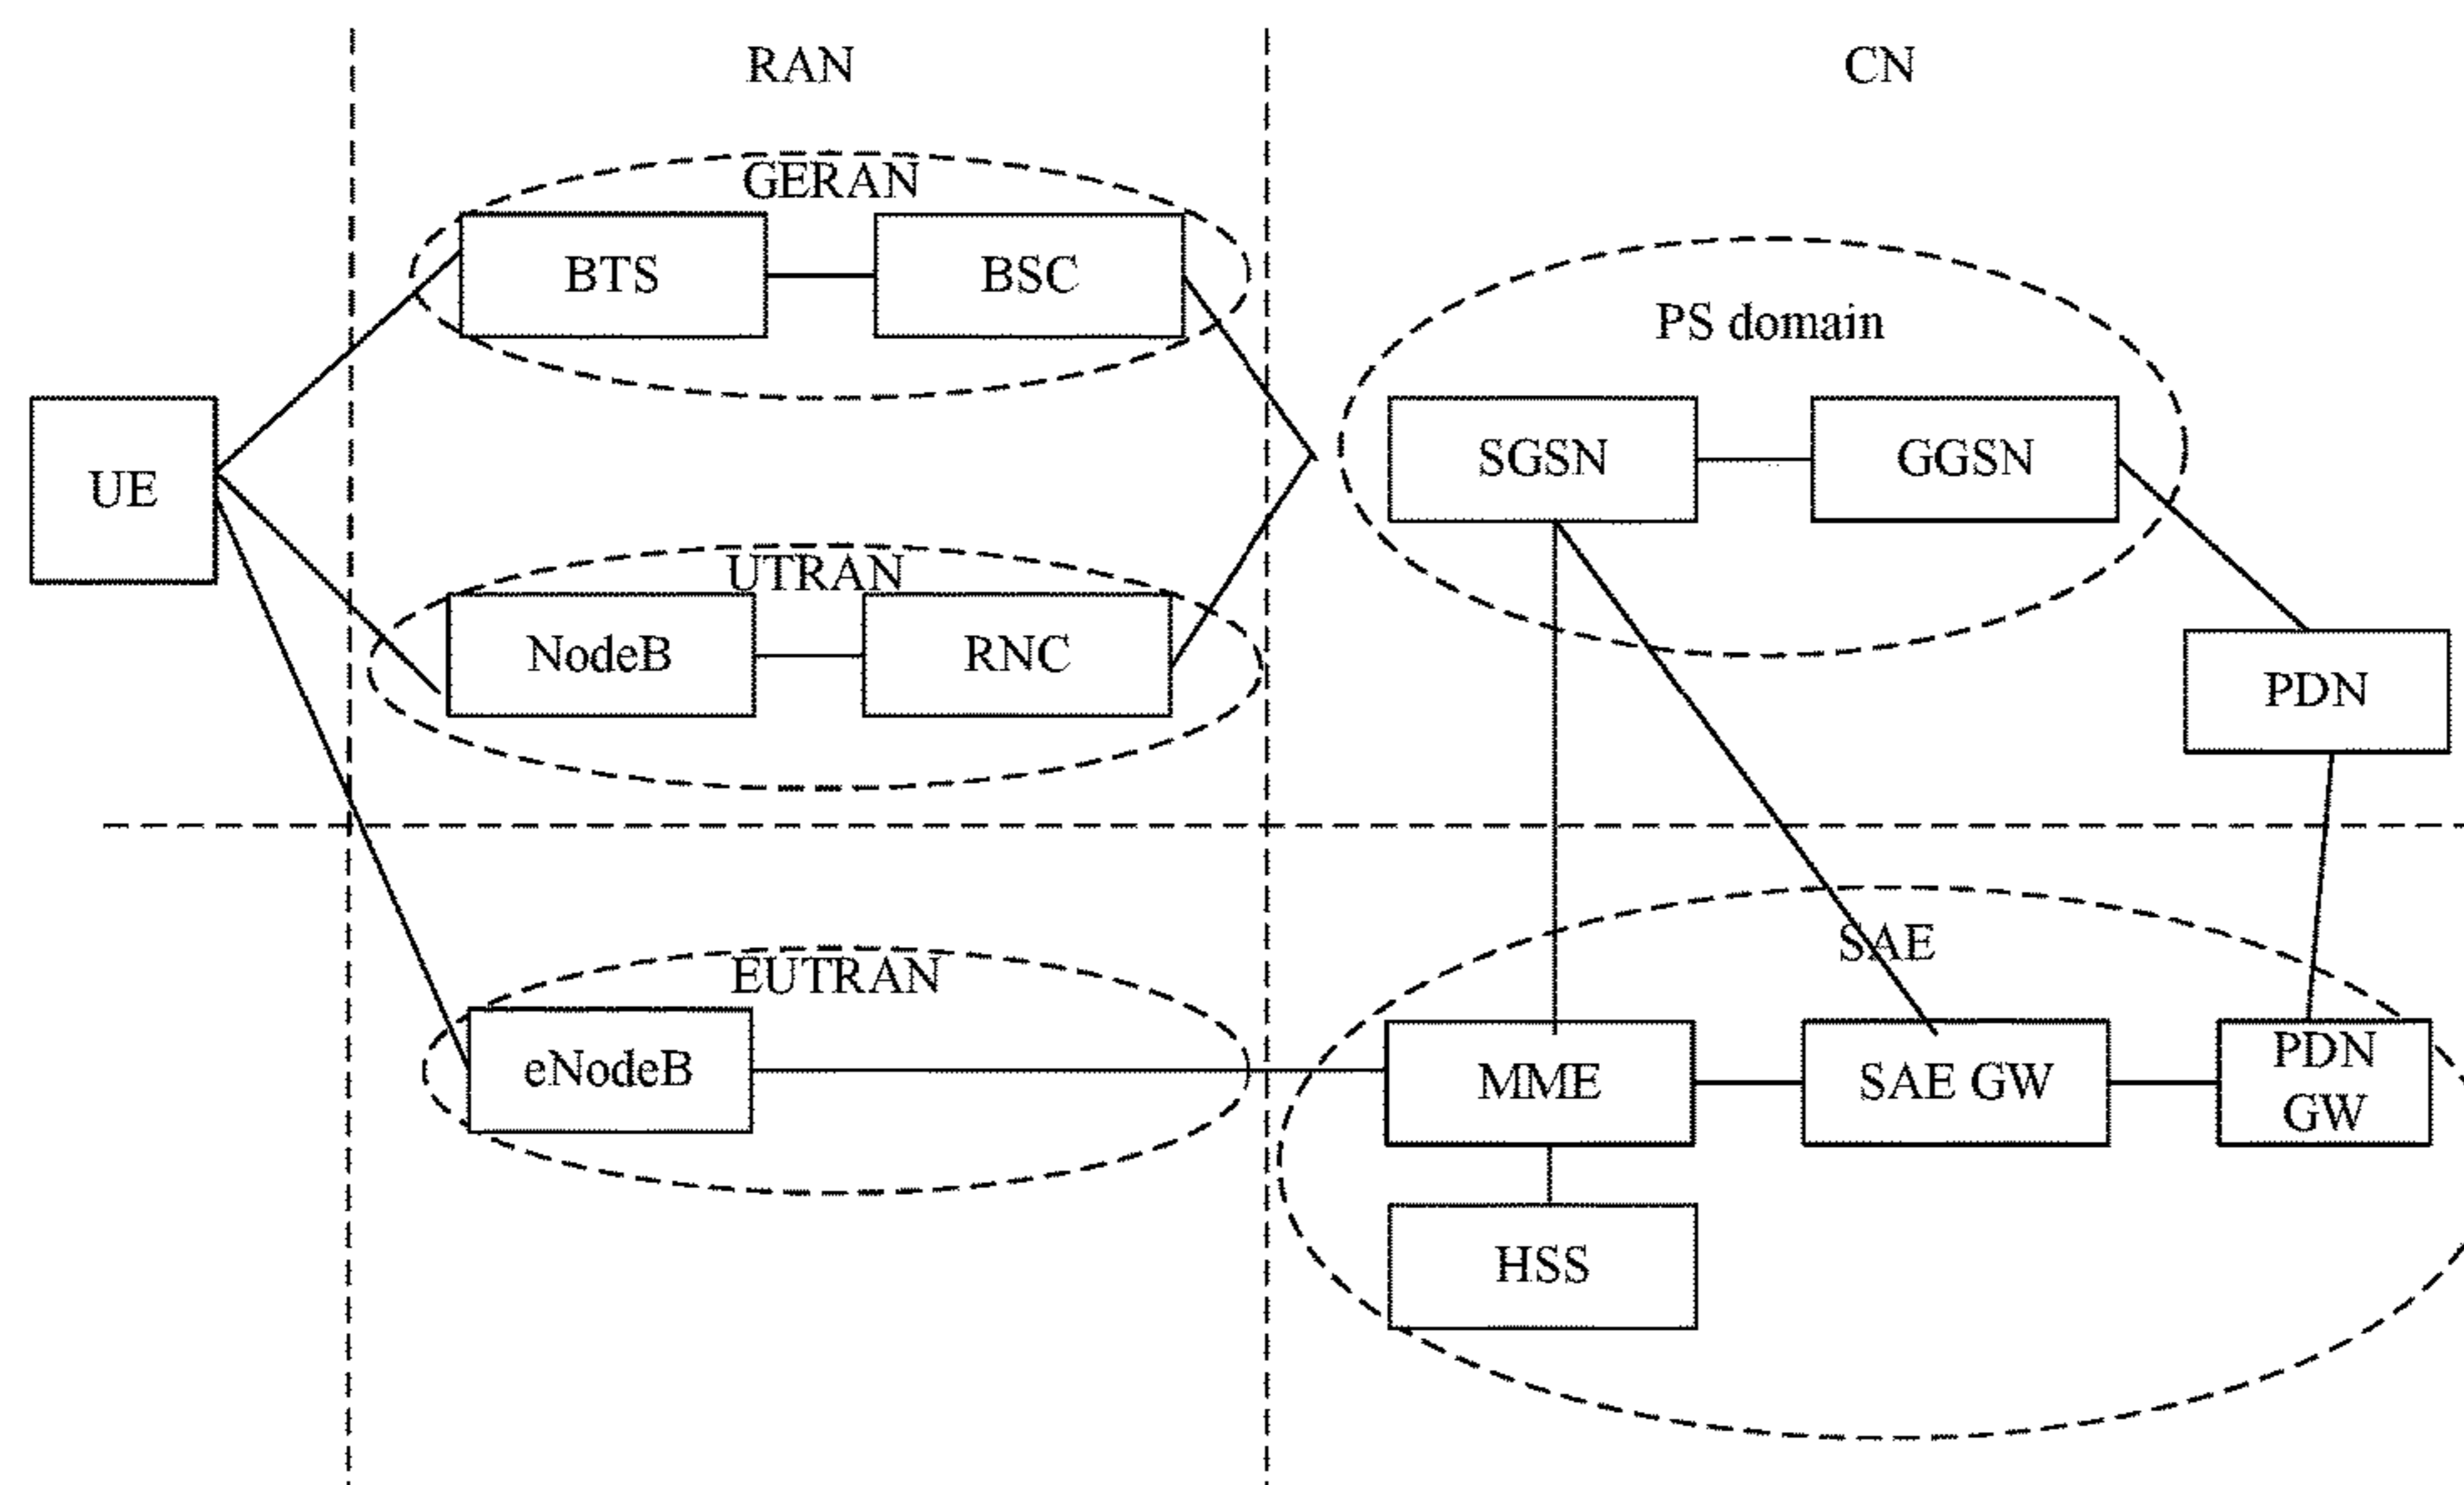 RAN
CN
GERAN
BTS
BSC
PS domain
UE
SGSN
GGSN
UTRAN
NodeB
RNC
PDN
SAE
EUTRAN
eNodeB
MME
SAE GW
PDN
GW
HSS